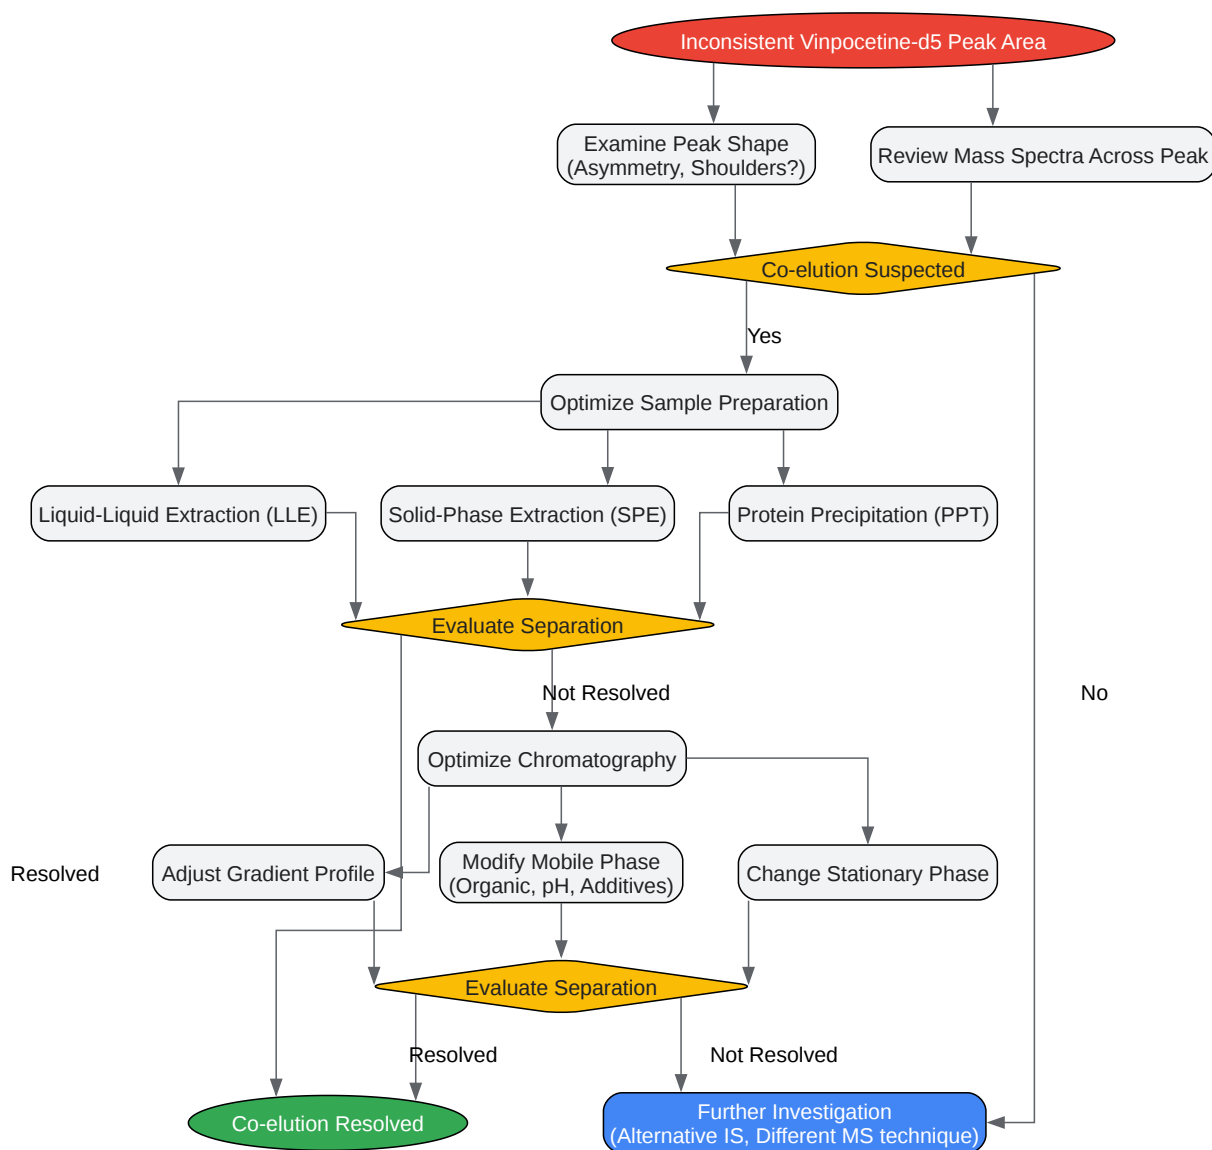 Inconsistent Vinpocetine-d5 Peak Area
Examine Peak Shape
(Asymmetry, Shoulders?)
Review Mass Spectra Across Peak
Co-elution Suspected
Yes
Optimize Sample Preparation
Liquid-Liquid Extraction (LLE)
Solid-Phase Extraction (SPE)
Protein Precipitation (PPT)
Evaluate Separation
Not Resolved
No
Optimize Chromatography
Resolved
Adjust Gradient Profile
Modify Mobile Phase
(Organic, pH, Additives)
Change Stationary Phase
Evaluate Separation
Resolved
Not Resolved
Co-elution Resolved
Further Investigation
(Alternative IS, Different MS technique)